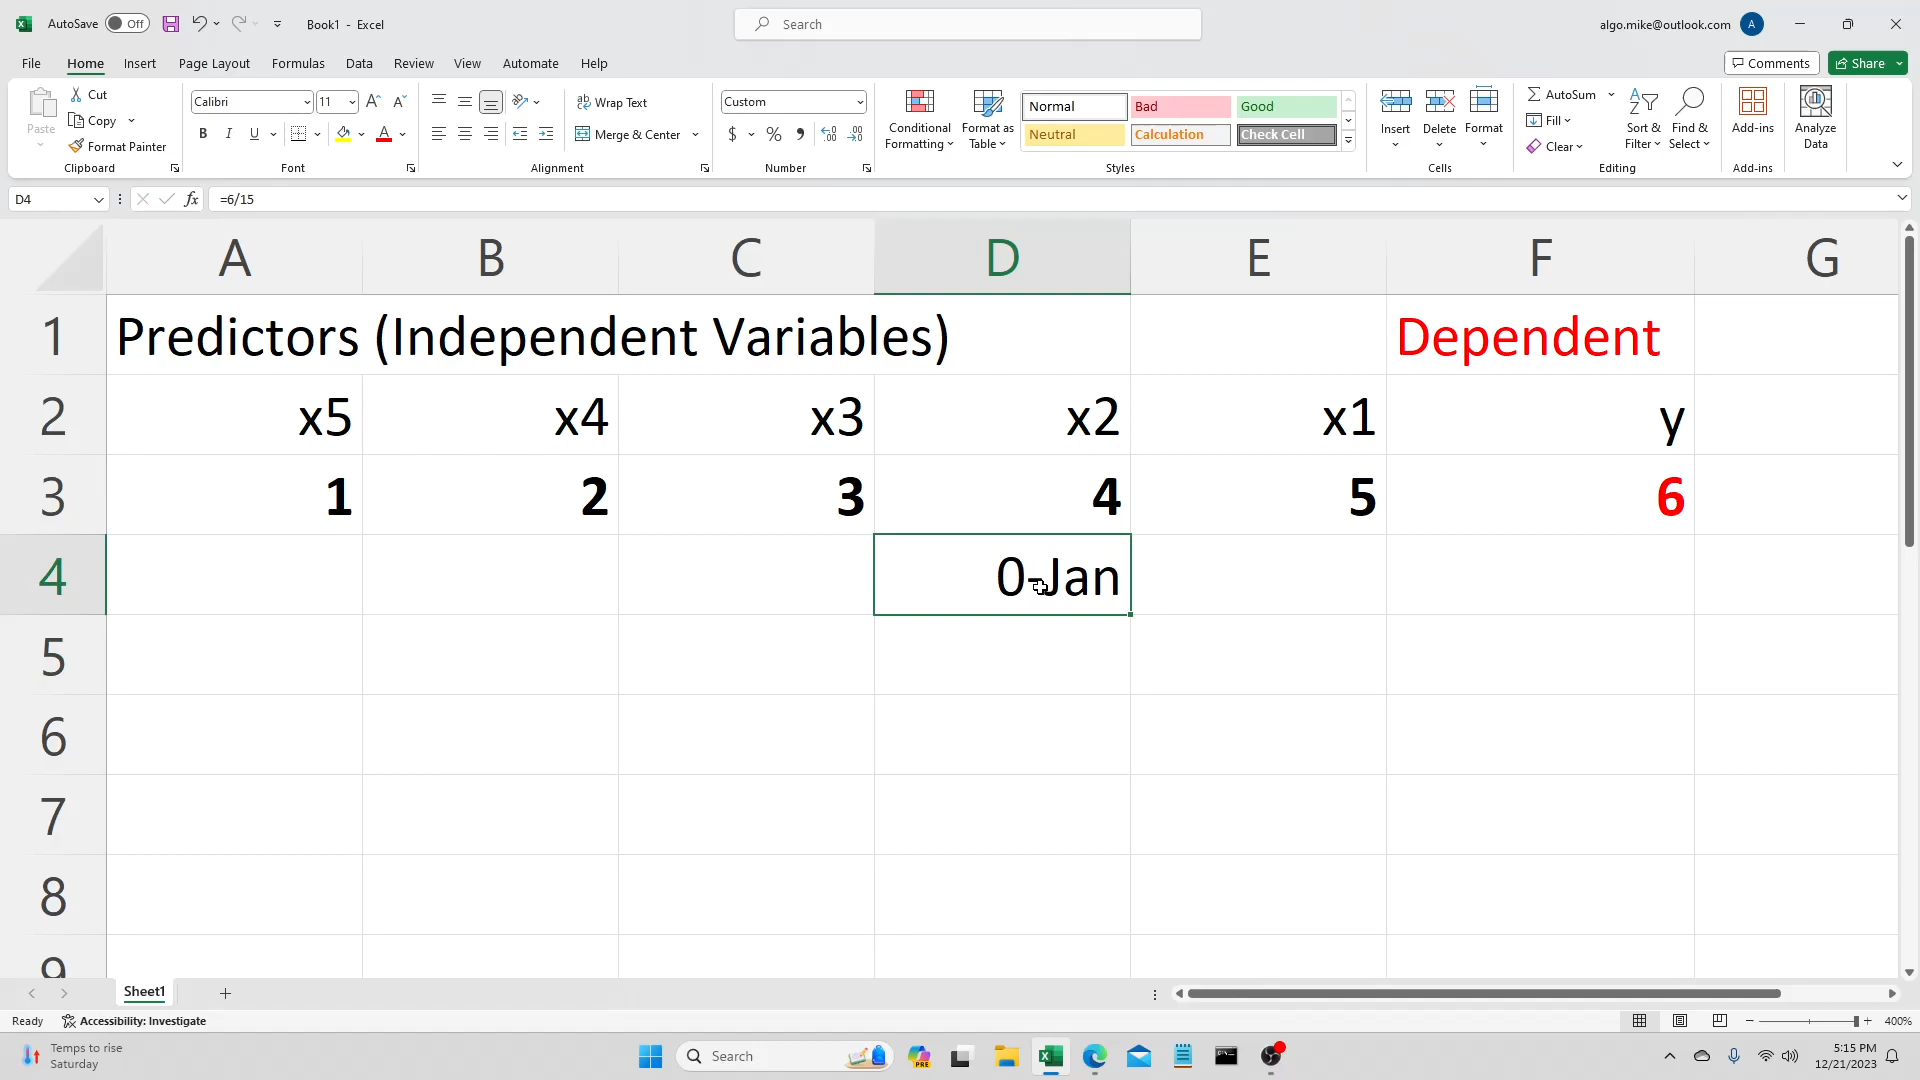 AutoSave Off Book1 - Excel Search algo.mike@outlook.com A
File Home Insert Page Layout Formulas Data Review View Automate Help Comments Share
Paste Cut Copy Format Painter Clipboard
Calibri 11 B I U A Font
Wrap Text Merge & Center Alignment
Custom $ % , Number
Conditional Formatting Format as Table Normal Bad Good Neutral Calculation Check Cell Styles
Insert Delete Format Cells
AutoSum Fill Clear Sort & Filter Find & Select Editing
Add-ins Add-ins
Analyze Data
D4 fx =6/15
A B C D E F G
1 Predictors (Independent Variables) Dependent
2 x5 x4 x3 x2 x1 y
3 1 2 3 4 5 6
4 0-Jan
5
6
7
8
9
Sheet1
Ready Accessibility: Investigate 400%
Temps to rise
Saturday
Search
PRE
5:15 PM
12/21/2023